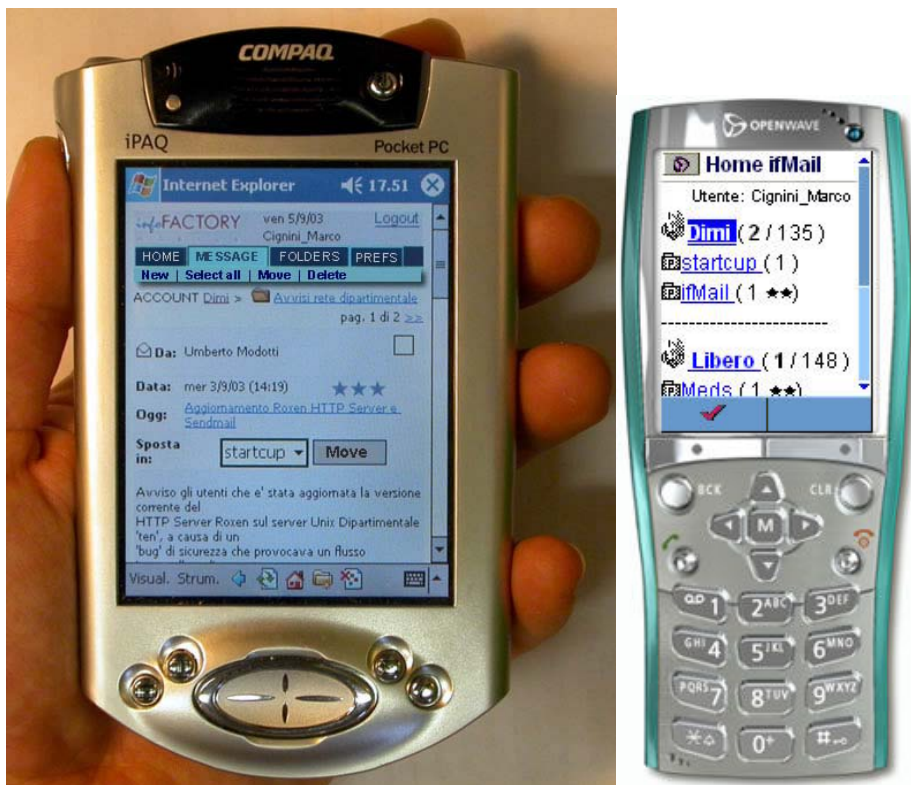 COMPAQ
iPAQ Pocket PC
Internet Explorer 17.51
infoFACTORY ven 5/9/03 Logout
Cignini_Marco
HOME MESSAGE FOLDERS PREFS
New | Select all | Move | Delete
ACCOUNT Dimi > Avvisi rete dipartimentale
pag. 1 di 2 >>
Da: Umberto Modotti
Data: mer 3/9/03 (14:19)
Ogg: Aggiornamento Roxen HTTP Server e
Sendmail
Sposta
in: startcup Move
Avviso gli utenti che e' stata aggiornata la versione
corrente del
HTTP Server Roxen sul server Unix Dipartimentale
'ten', a causa di un
'bug' di sicurezza che provocava un flusso
Visual. Strum.
OPENWAVE
Home ifMail
Utente: Cignini_Marco
Dimi (2/135)
startcup (1)
ifMail (1 ★★)
------------------------
Libero (1/148)
Meds (1 ★★)
BCK CLR
M
1 2ABC 3DEF
GHI4 5JKL 6MNO
PQRS7 8TUV 9WXYZ
* 0+ #